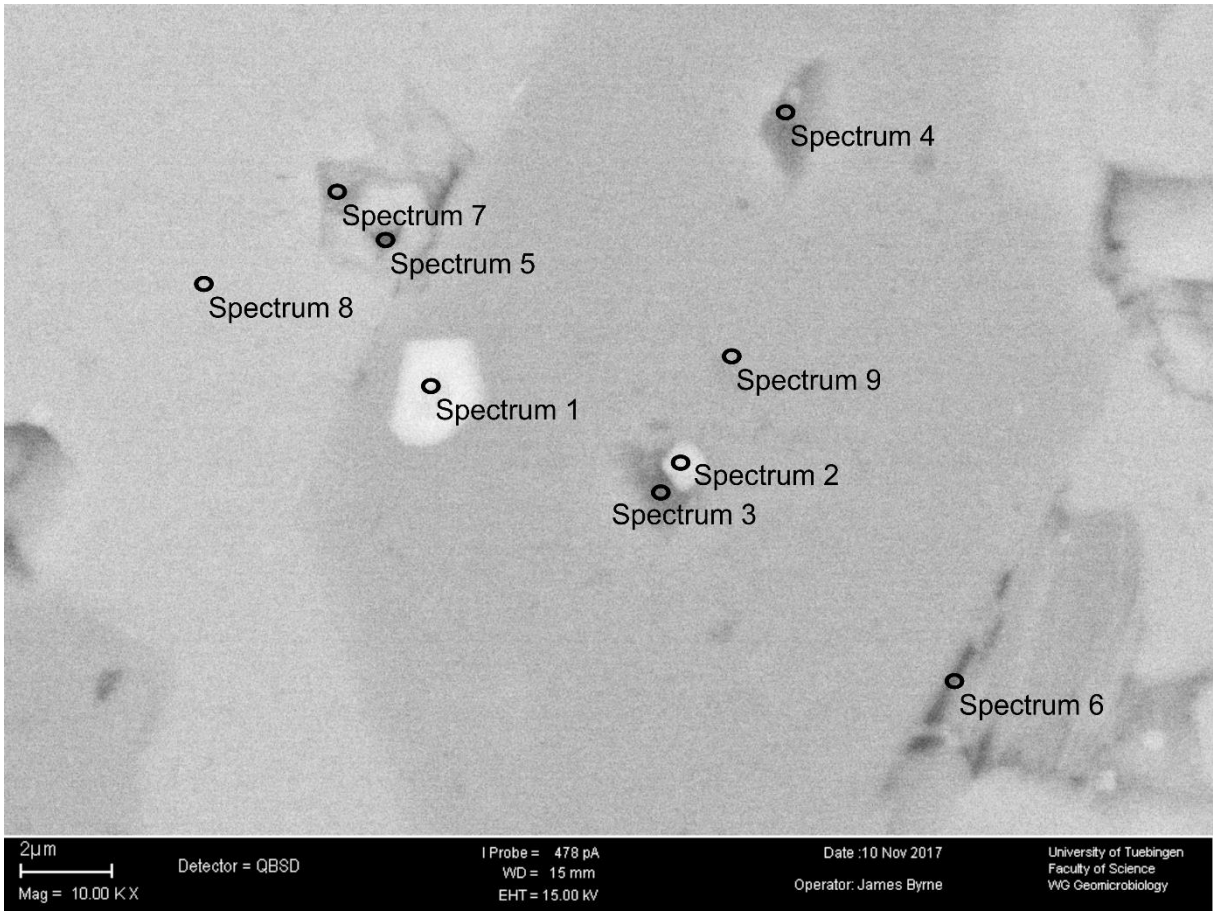 Spectrum 4
Spectrum 7
Spectrum 5
Spectrum 8
Spectrum 9
Spectrum 1
Spectrum 2
Spectrum 3
Spectrum 6
2µm
Mag = 10.00 K X
Detector = QBSD
I Probe = 478 pA
WD = 15 mm
EHT = 15.00 kV
Date :10 Nov 2017
Operator: James Byrne
University of Tuebingen
Faculty of Science
WG Geomicrobiology